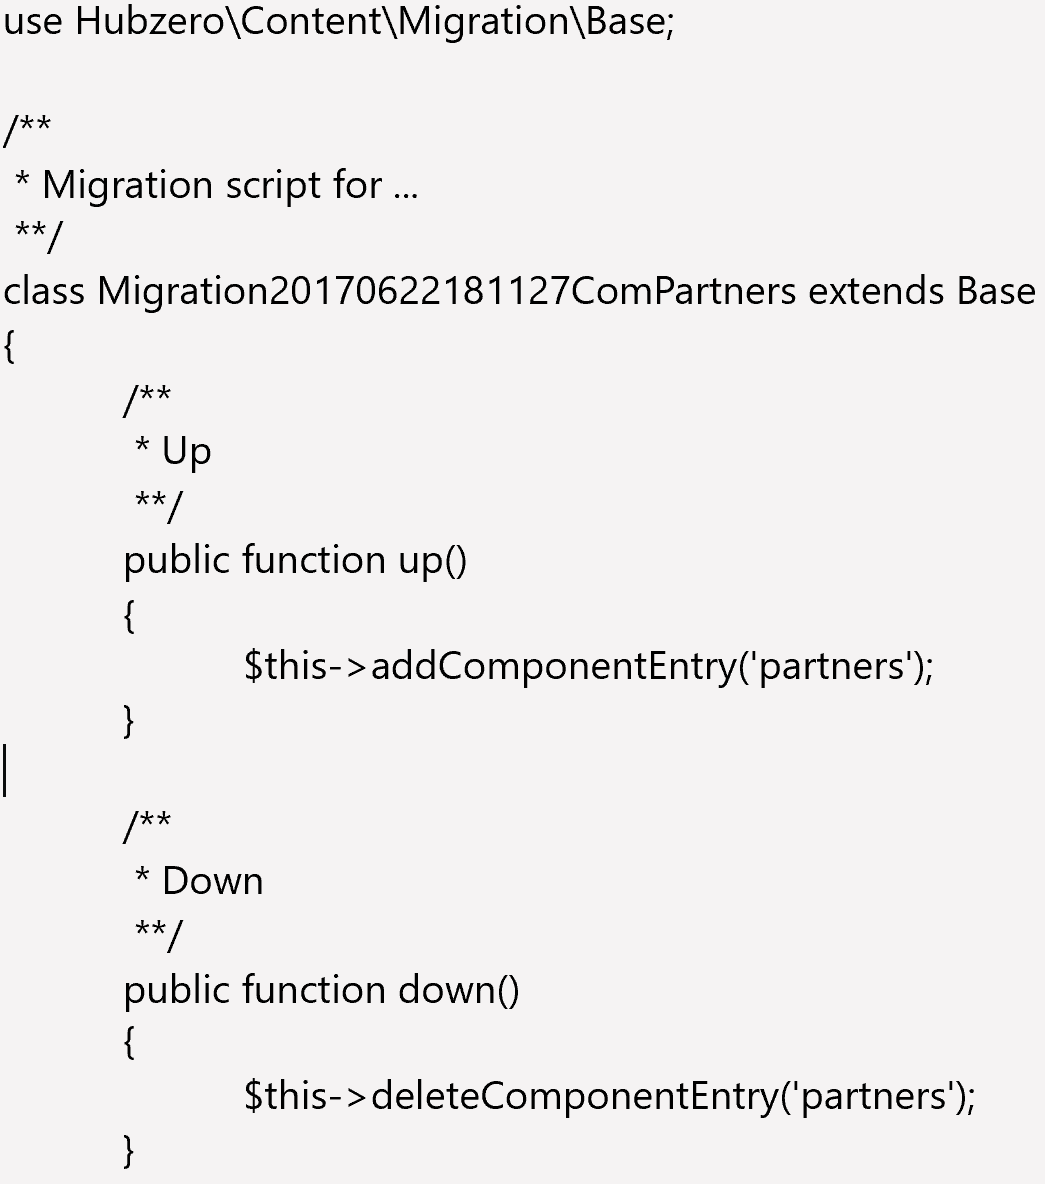 use Hubzero\Content\Migration\Base;
/**
* Migration script for ...
**/
class Migration20170622181127ComPartners extends Base
{
/**
* Up
**/
public function up()
{
$this->addComponentEntry('partners');
}
/**
* Down
**/
public function down()
{
$this->deleteComponentEntry('partners');
}